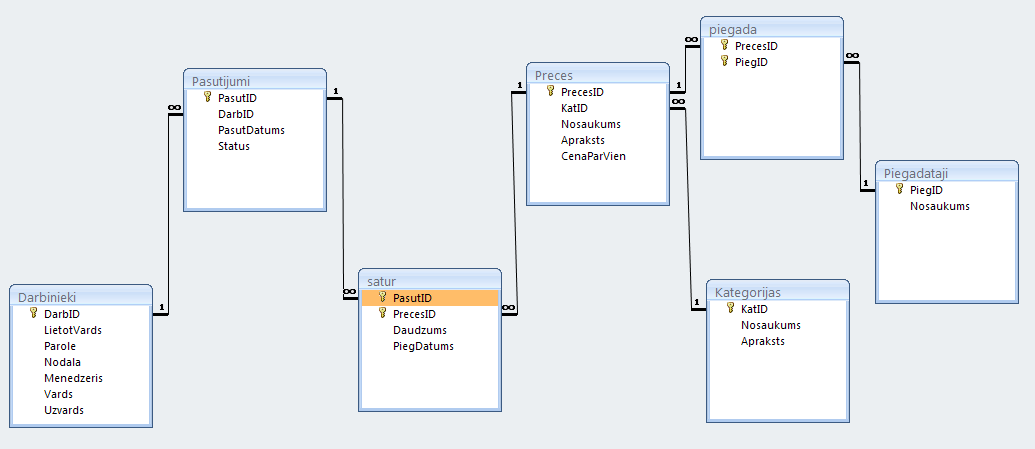 Pasutijumi
PasutID
DarbID
PasutDatums
Status
Darbinieki
DarbID
LietotVards
Parole
Nodala
Menedzeris
Vards
Uzvards
satur
PasutID
PrecesID
Daudzums
PiegDatums
Preces
PrecesID
KatID
Nosaukums
Apraksts
CenaParVien
piegada
PrecesID
PiegID
Piegadataji
PiegID
Nosaukums
Kategorijas
KatID
Nosaukums
Apraksts
1
∞
1
∞
1
∞
1
∞
1
∞
1
∞